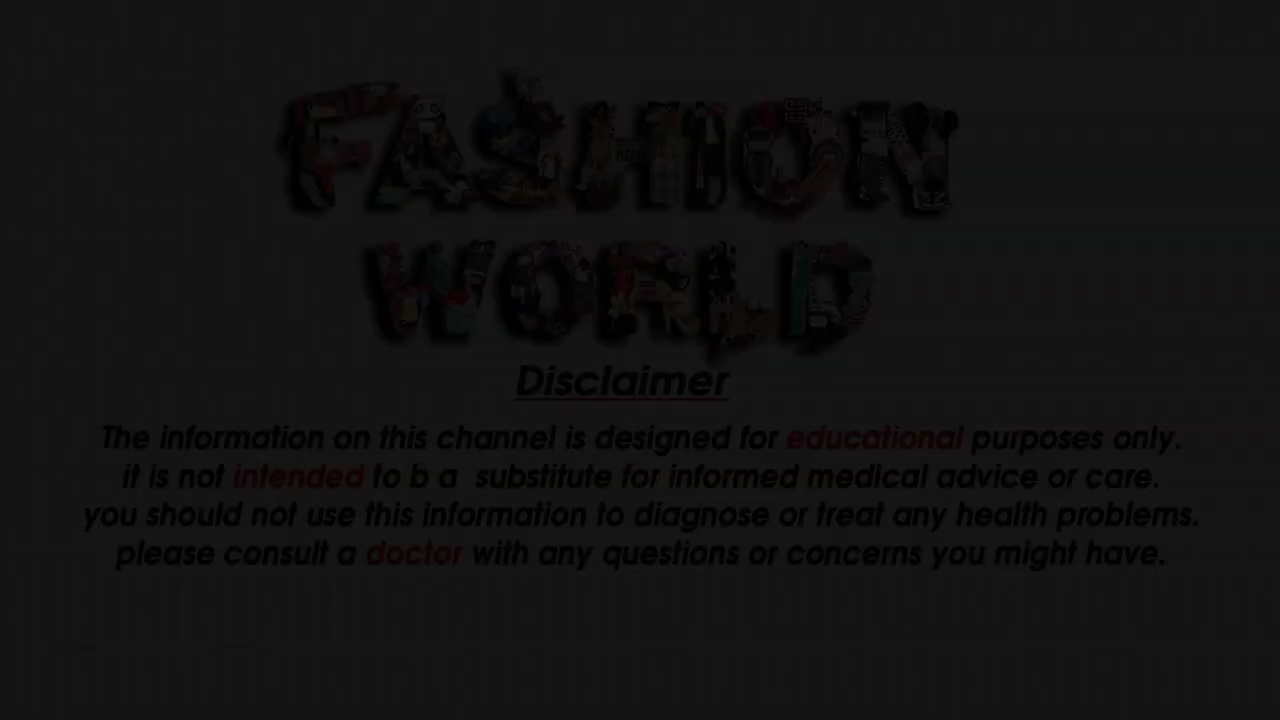 FASHION
WORLD
Disclaimer
The information on this channel is designed for educational purposes only.
it is not intended to b a substitute for informed medical advice or care.
you should not use this information to diagnose or treat any health problems.
please consult a doctor with any questions or concerns you might have.